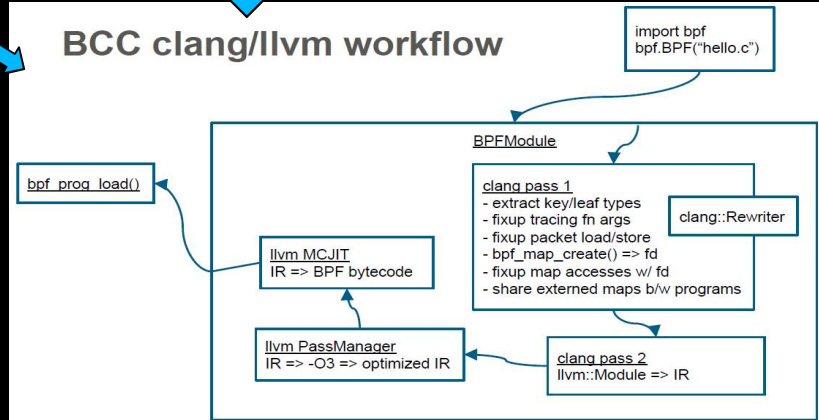 BCC clang/llvm workflow
import bpf
bpf.BPF(“hello.c”)
BPFModule
bpf_prog_load()
clang pass 1
- extract key/leaf types
- fixup tracing fn args
- fixup packet load/store
- bpf_map_create() => fd
- fixup map accesses w/ fd
- share externed maps b/w programs
clang::Rewriter
llvm MCJIT
IR => BPF bytecode
llvm PassManager
IR => -O3 => optimized IR
clang pass 2
llvm::Module => IR